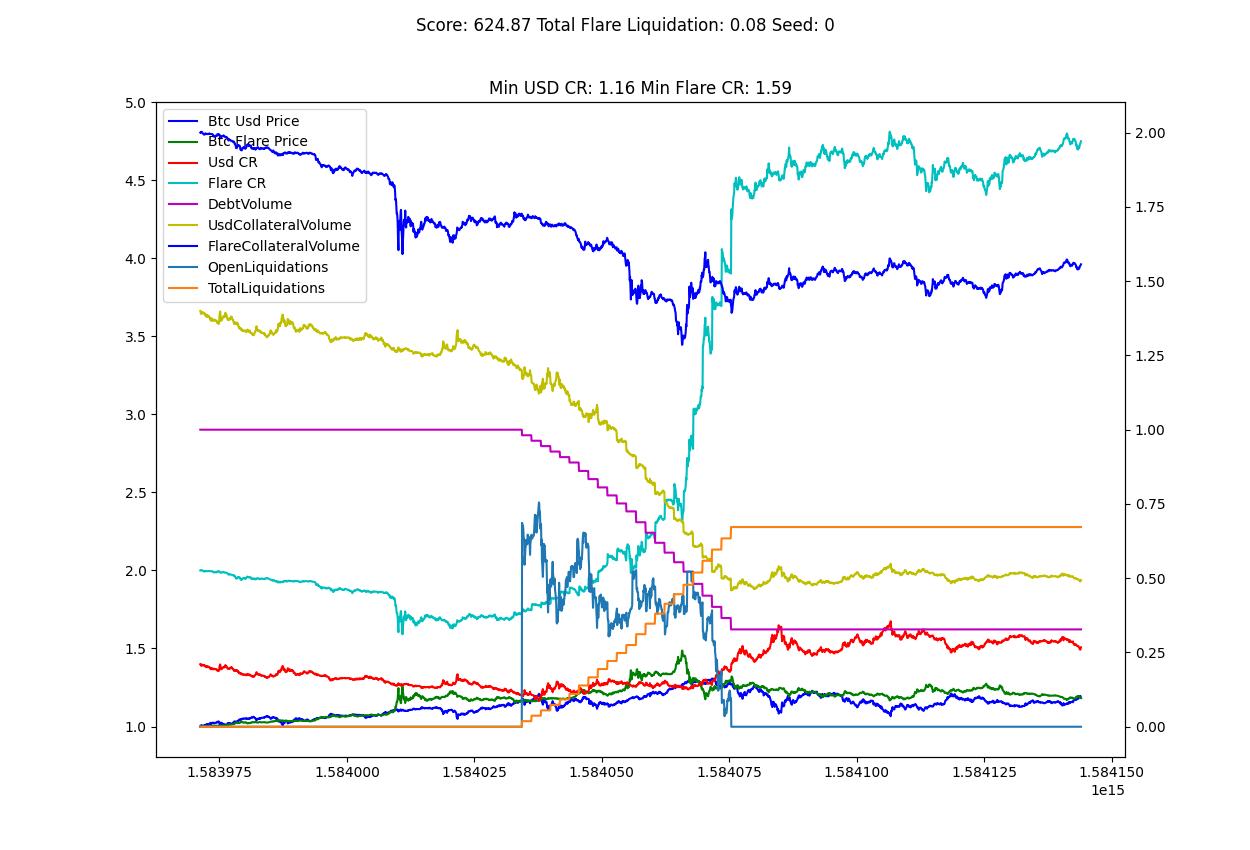 Score: 624.87 Total Flare Liquidation: 0.08 Seed: 0
Min USD CR: 1.16 Min Flare CR: 1.59
5.0
4.5
4.0
3.5
3.0
2.5
2.0
1.5
1.0
Btc Usd Price
Btc Flare Price
Usd CR
Flare CR
DebtVolume
UsdCollateralVolume
FlareCollateralVolume
OpenLiquidations
TotalLiquidations
2.00
1.75
1.50
1.25
1.00
0.75
0.50
0.25
0.00
1.583975 1.584000 1.584025 1.584050 1.584075 1.584100 1.584125 1.584150
1e15